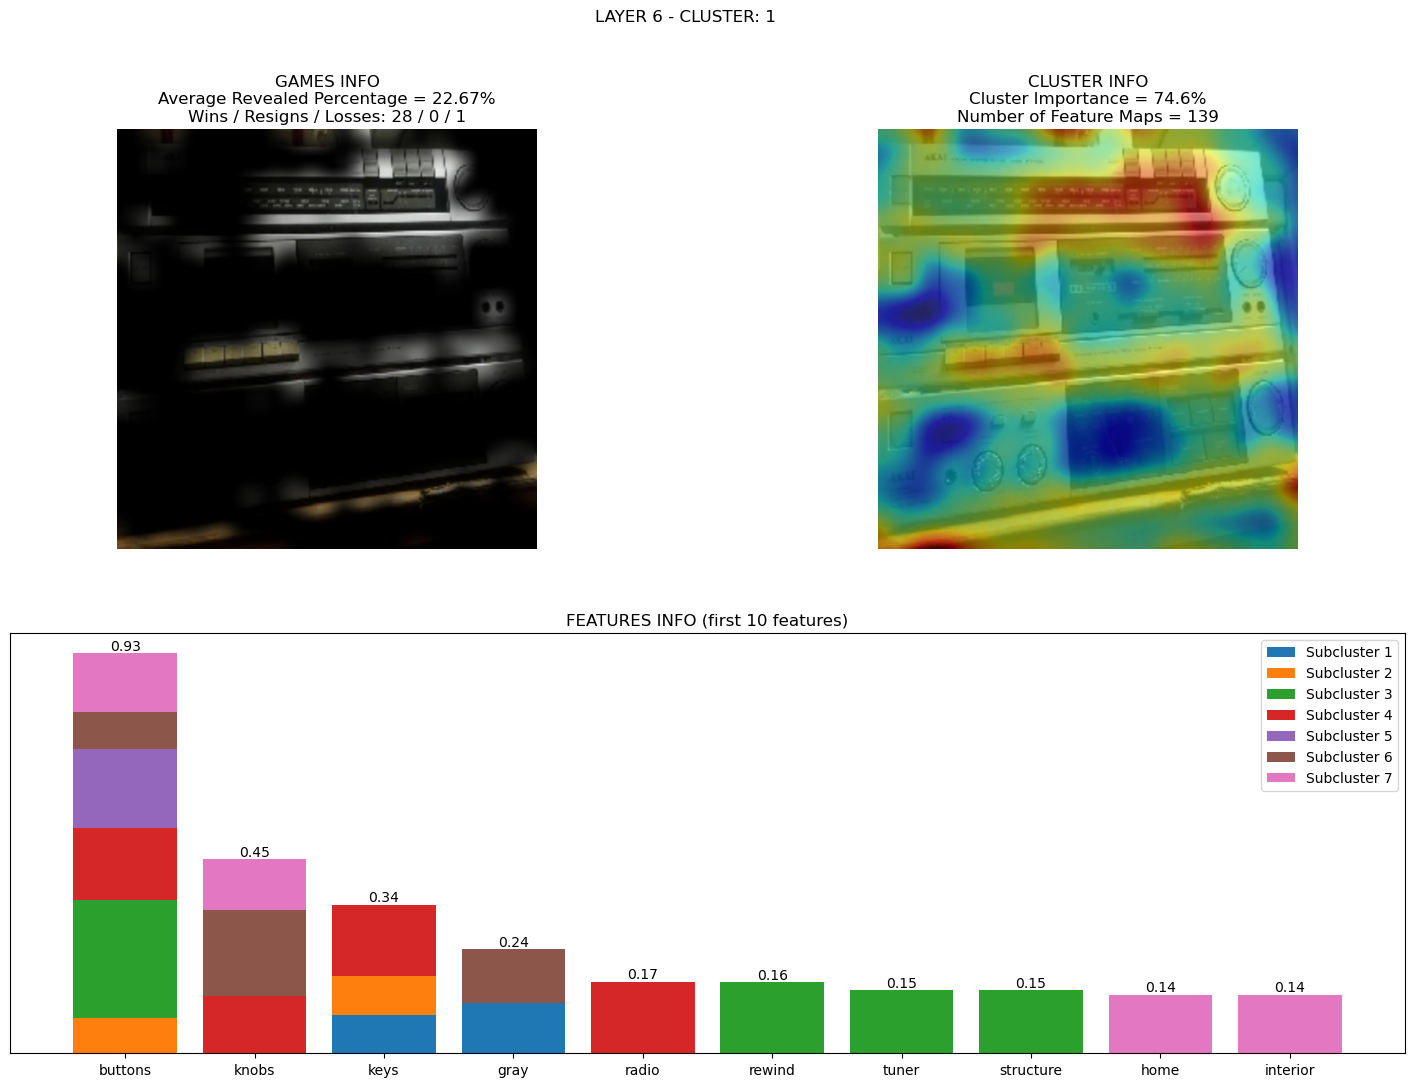 LAYER 6 - CLUSTER: 1
GAMES INFO
Average Revealed Percentage = 22.67%
Wins / Resigns / Losses: 28 / 0 / 1
CLUSTER INFO
Cluster Importance = 74.6%
Number of Feature Maps = 139
AKAI
FEATURES INFO (first 10 features)
0.93
0.45
0.34
0.24
0.17
0.16
0.15
0.15
0.14
0.14
Subcluster 1
Subcluster 2
Subcluster 3
Subcluster 4
Subcluster 5
Subcluster 6
Subcluster 7
buttons
knobs
keys
gray
radio
rewind
tuner
structure
home
interior